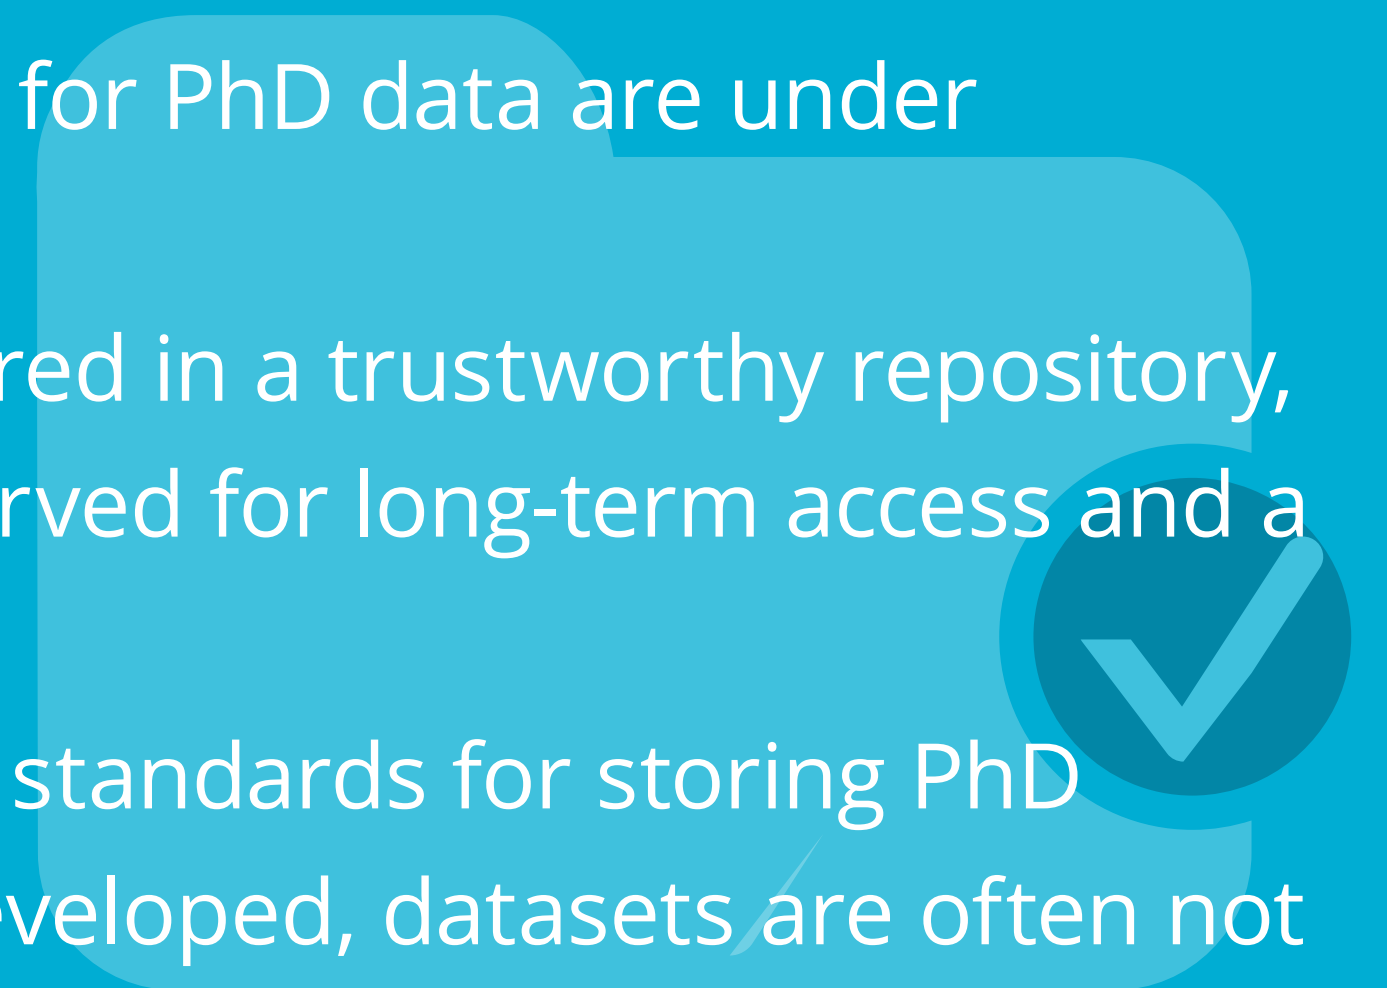 for PhD data are under
red in a trustworthy repository,
rved for long-term access and a
standards for storing PhD
eveloped, datasets are often not